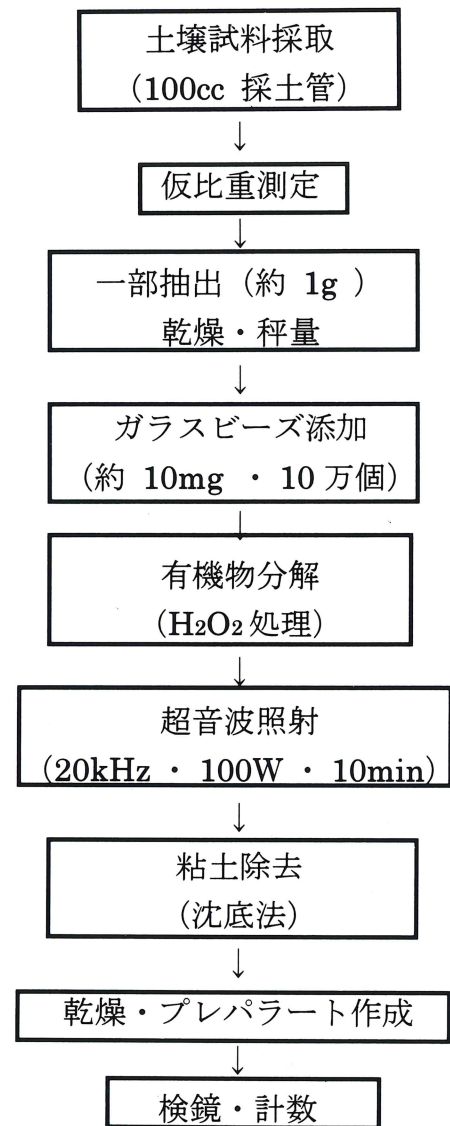 土壌試料採取
(100cc 採土管)
↓
仮比重測定
↓
一部抽出（約 1g ）
乾燥・秤量
↓
ガラスビーズ添加
(約 10mg ・ 10 万個)
↓
有機物分解
(H₂O₂ 処理)
↓
超音波照射
(20kHz ・ 100W ・ 10min)
↓
粘土除去
(沈底法)
↓
乾燥・プレパラート作成
↓
検鏡・計数